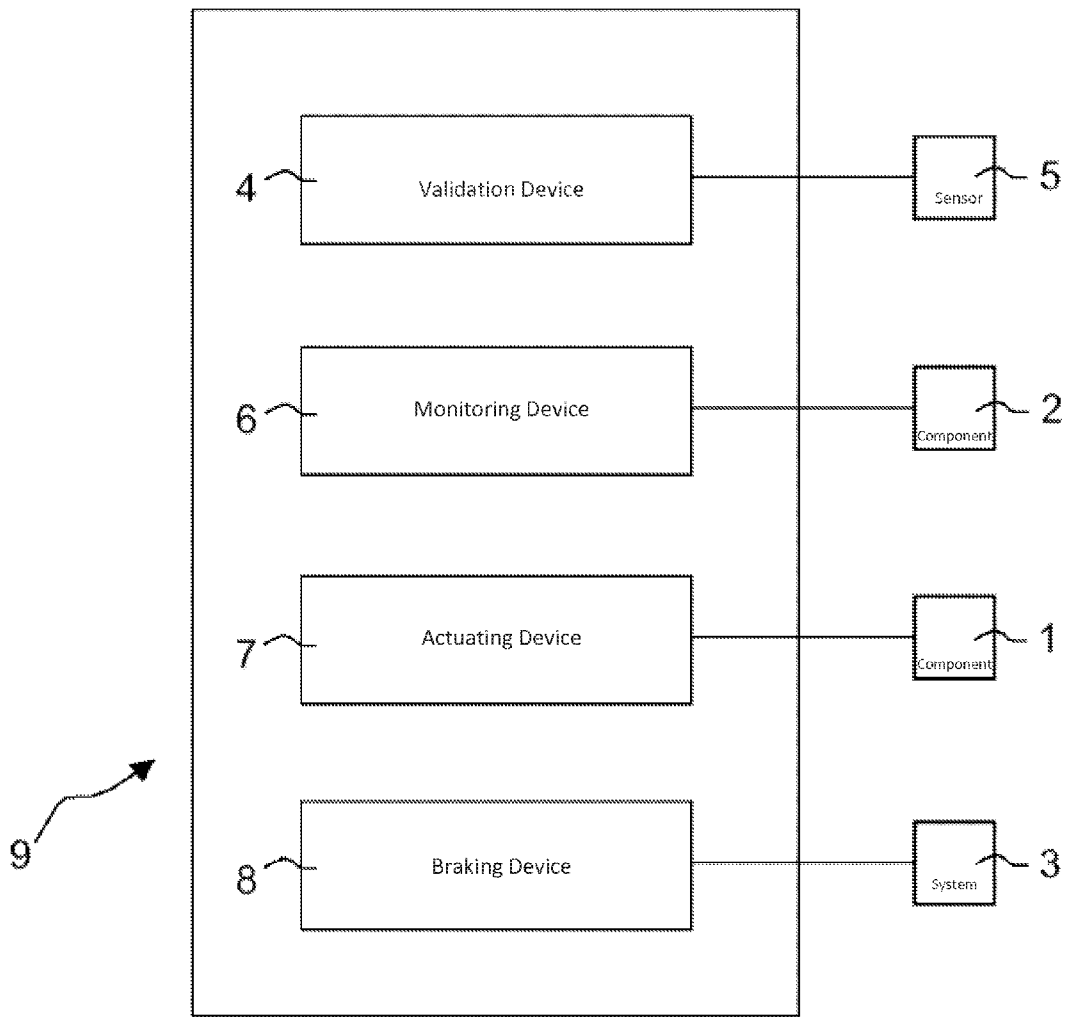 4 Validation Device Sensor 5
6 Monitoring Device Component 2
7 Actuating Device Component 1
9
8 Braking Device System 3